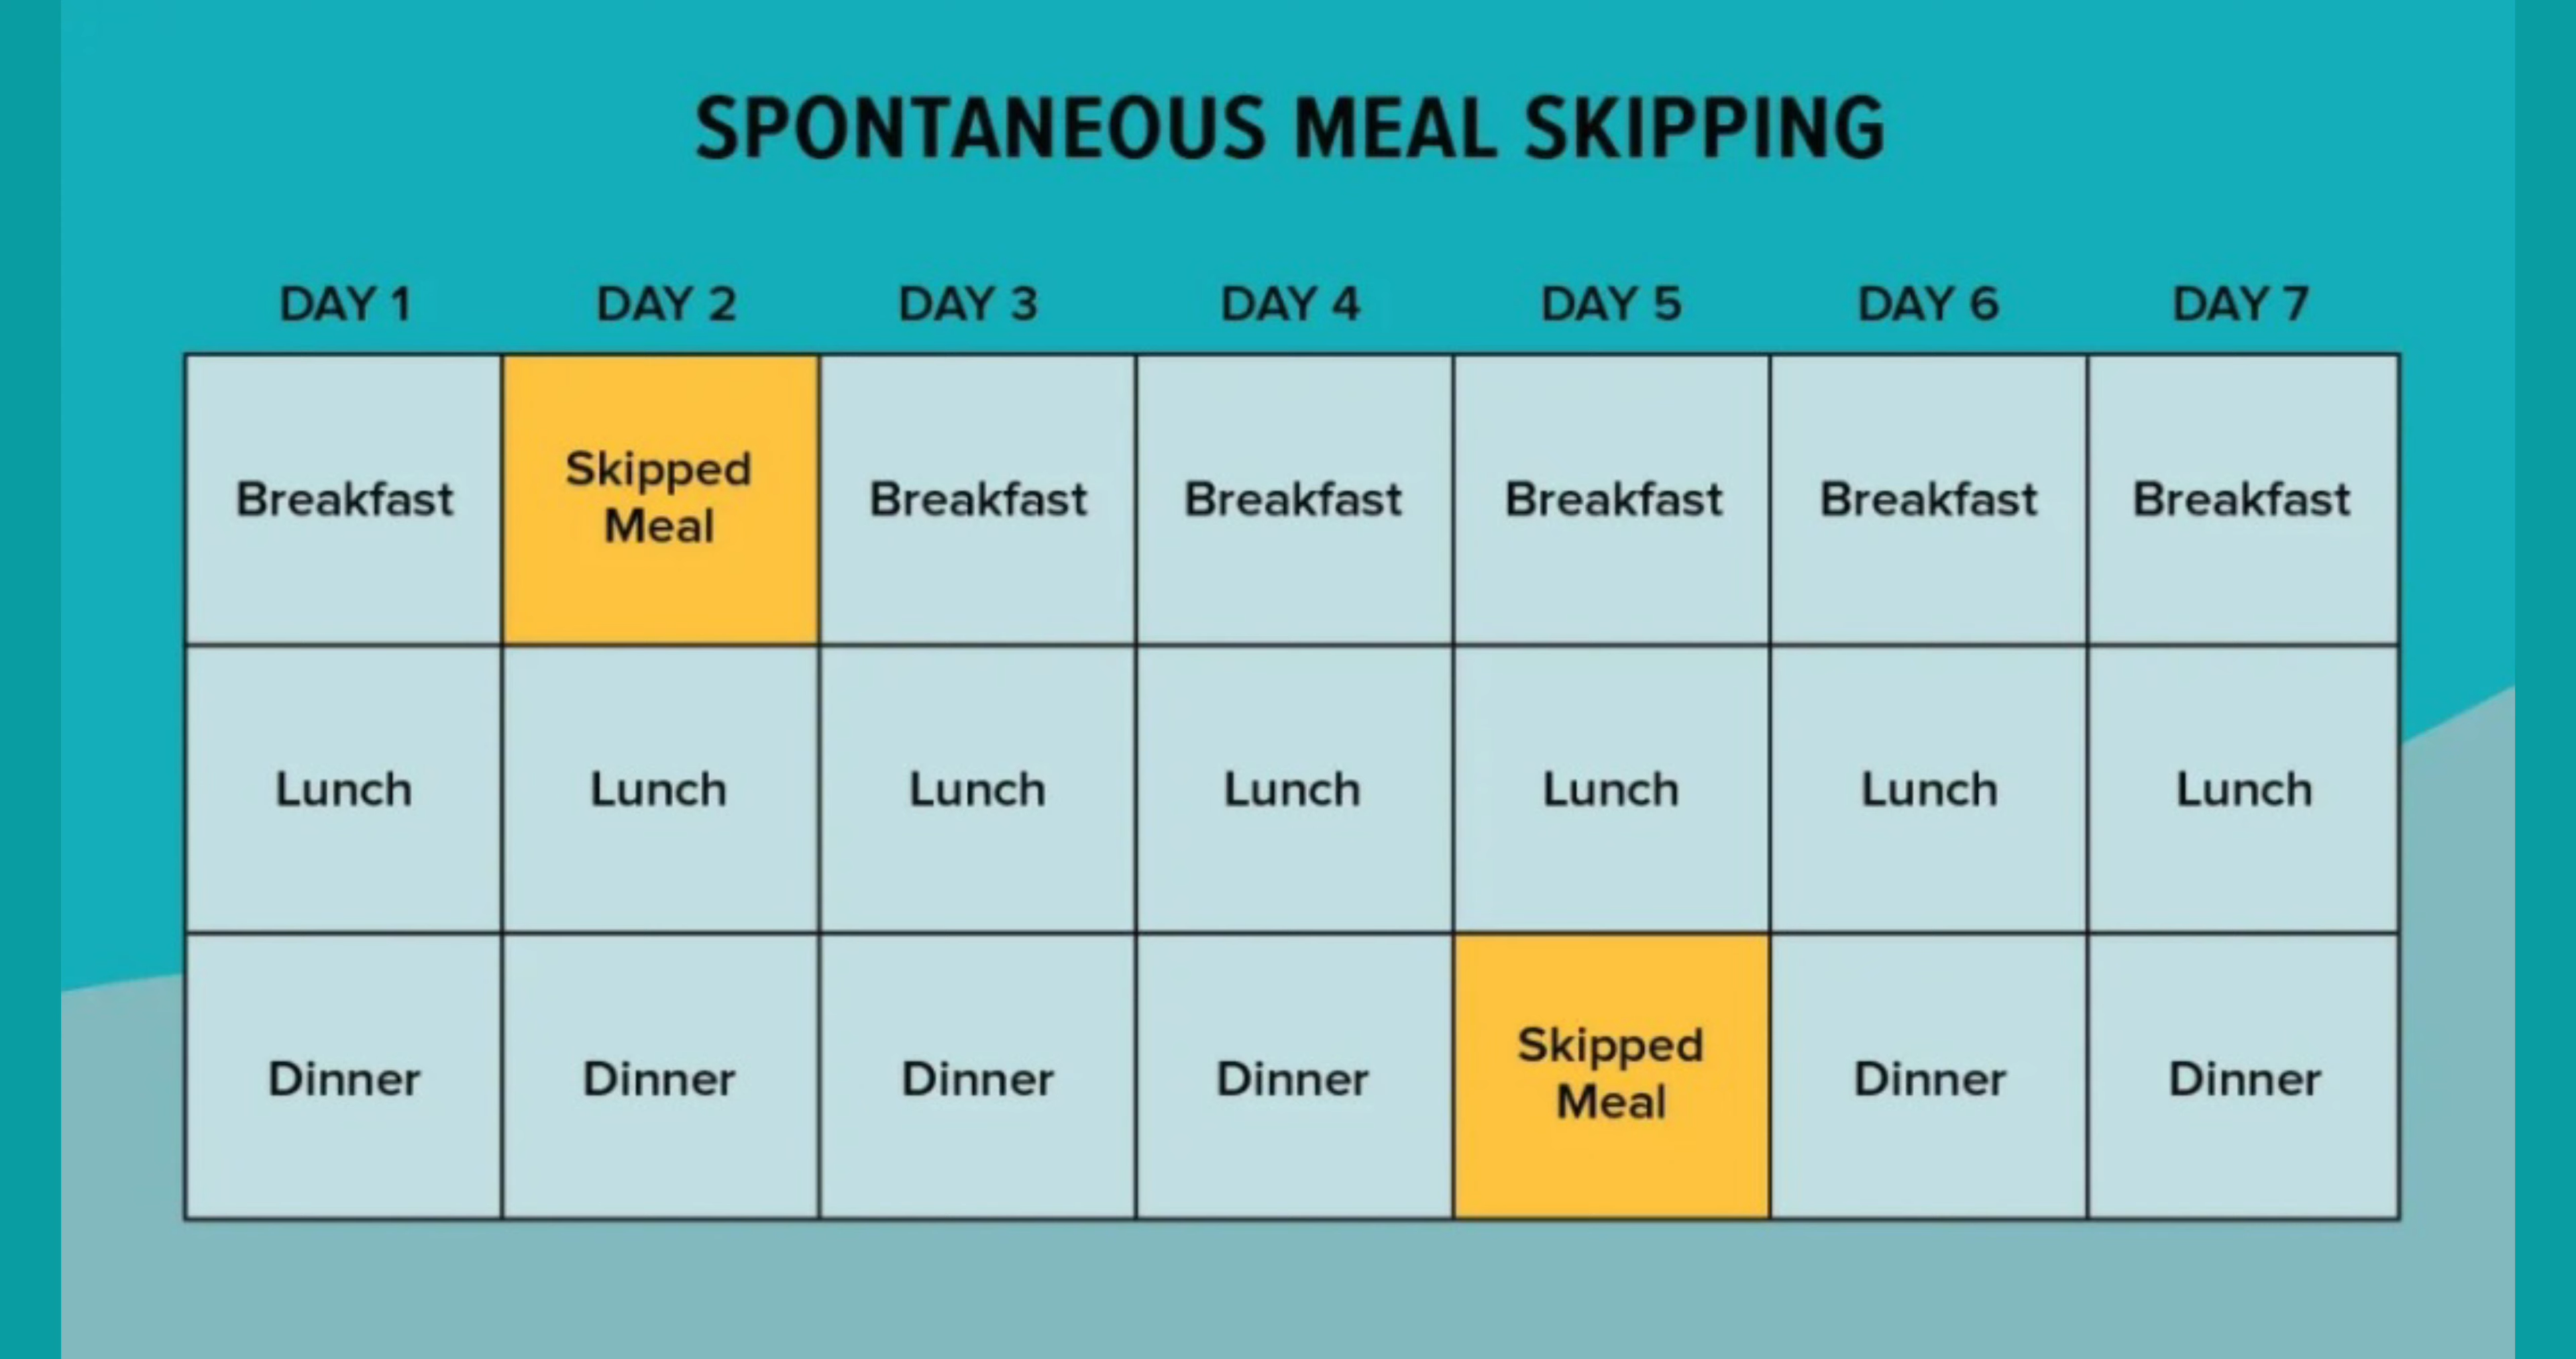 SPONTANEOUS MEAL SKIPPING
DAY 1 DAY 2 DAY 3 DAY 4 DAY 5 DAY 6 DAY 7
Breakfast Skipped Meal Breakfast Breakfast Breakfast Breakfast Breakfast
Lunch Lunch Lunch Lunch Lunch Lunch Lunch
Dinner Dinner Dinner Dinner Skipped Meal Dinner Dinner